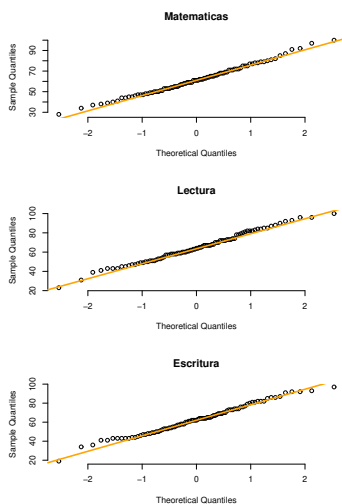 Matematicas
Sample Quantiles
30 50 70 90
−2 −1 0 1 2
Theoretical Quantiles
Lectura
Sample Quantiles
20 40 60 80 100
−2 −1 0 1 2
Theoretical Quantiles
Escritura
Sample Quantiles
20 40 60 80 100
−2 −1 0 1 2
Theoretical Quantiles